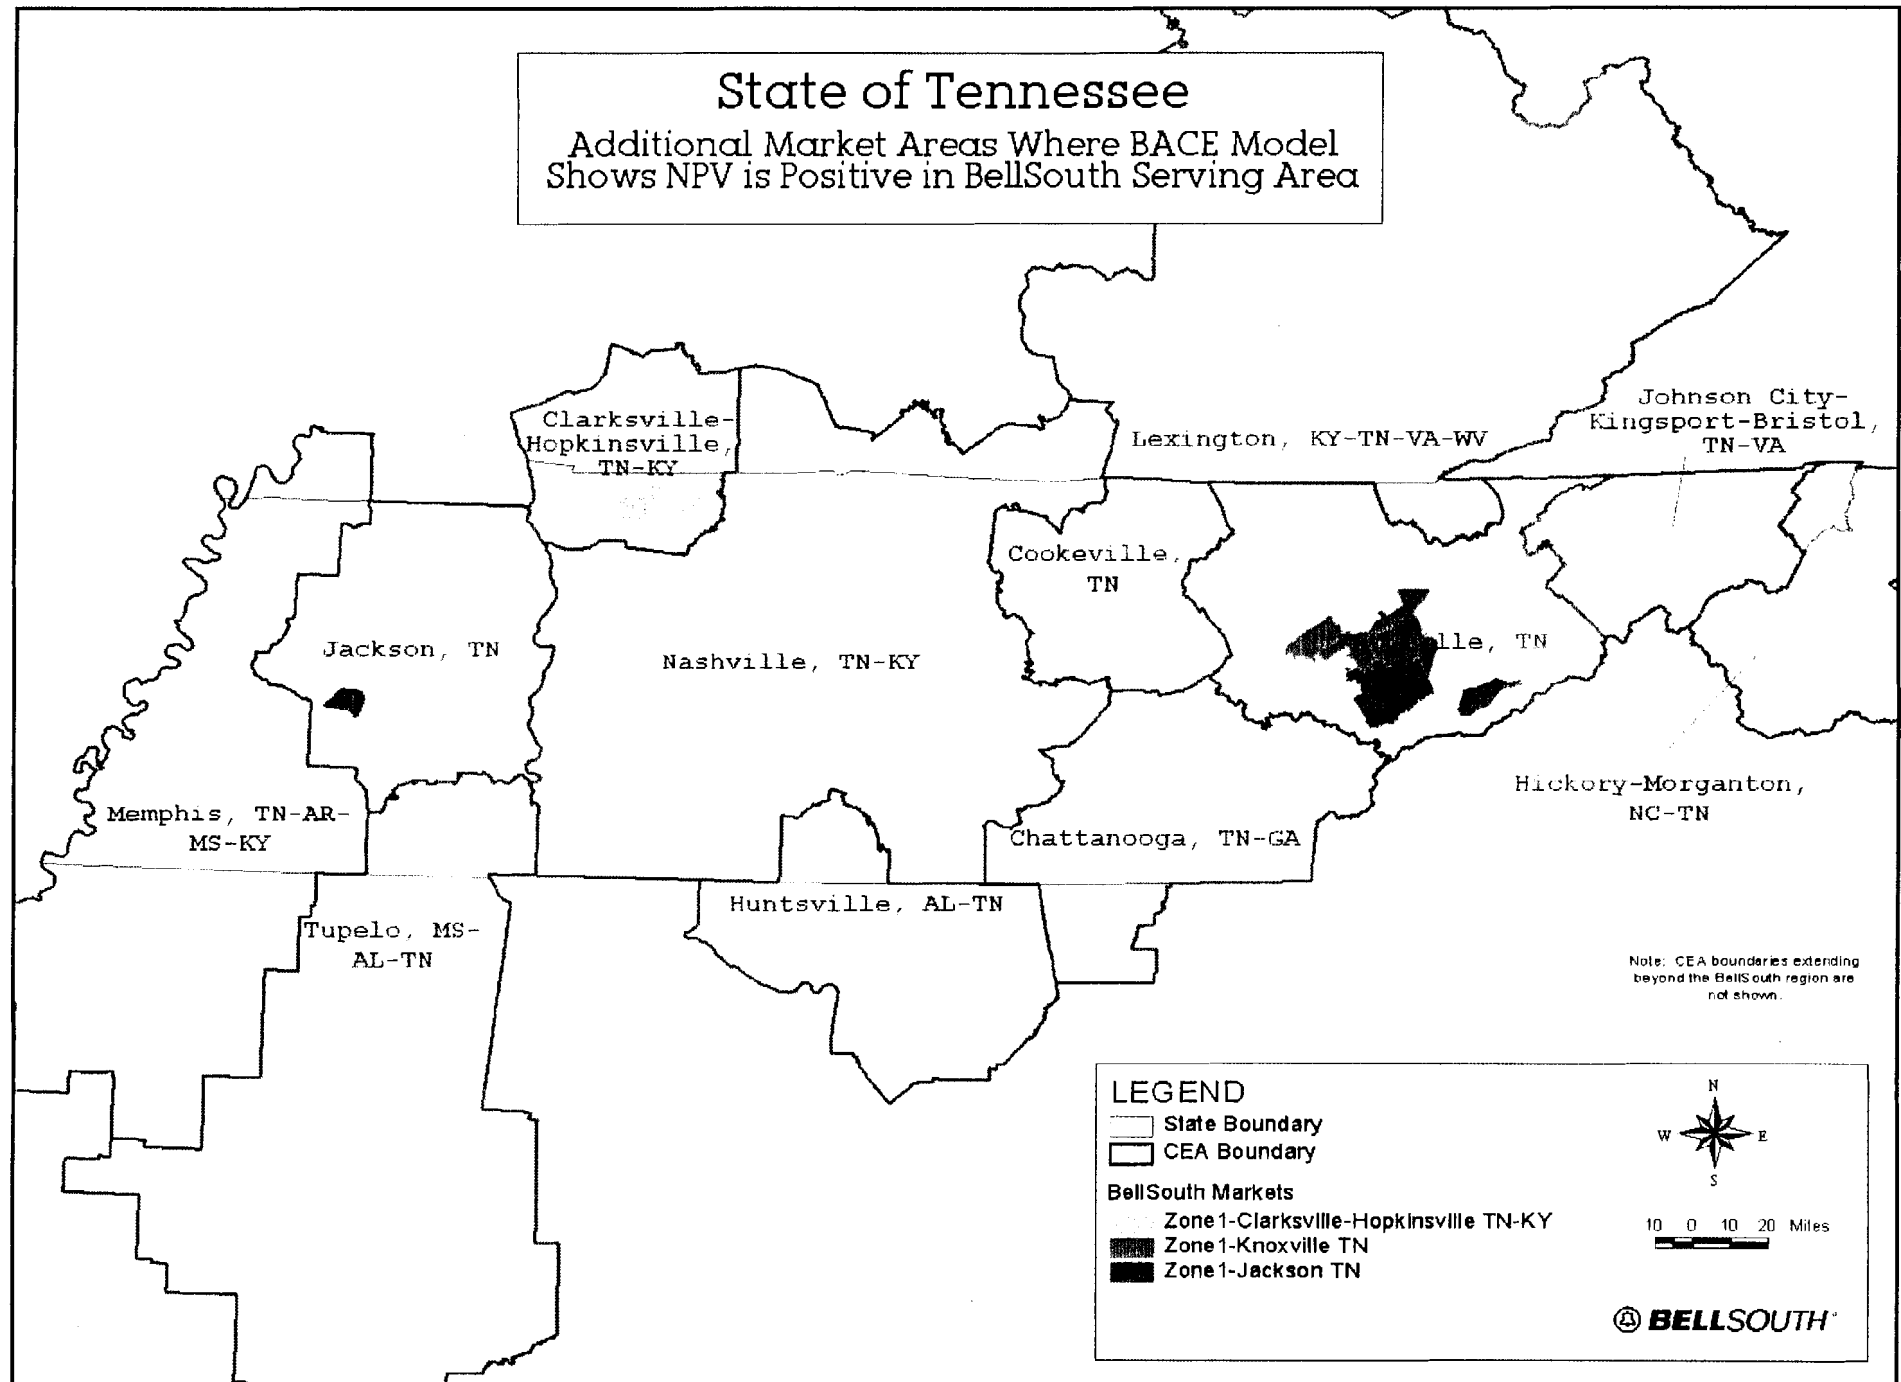 State of Tennessee
Additional Market Areas Where BACE Model
Shows NPV is Positive in BellSouth Serving Area
Clarksville-
Hopkinsville,
TN-KY
Lexington, KY-TN-VA-WV
Johnson City-
Kingsport-Bristol,
TN-VA
Cookeville,
TN
Jackson, TN
Nashville, TN-KY
lle, TN
Memphis, TN-AR-
MS-KY
Chattanooga, TN-GA
Hickory-Morganton,
NC-TN
Huntsville, AL-TN
Tupelo, MS-
AL-TN
Note: CEA boundaries extending
beyond the BellSouth region are
not shown.
LEGEND
State Boundary
CEA Boundary
BellSouth Markets
Zone1-Clarksville-Hopkinsville TN-KY
Zone1-Knoxville TN
Zone1-Jackson TN
N
W E
S
10 0 10 20 Miles
BELLSOUTH